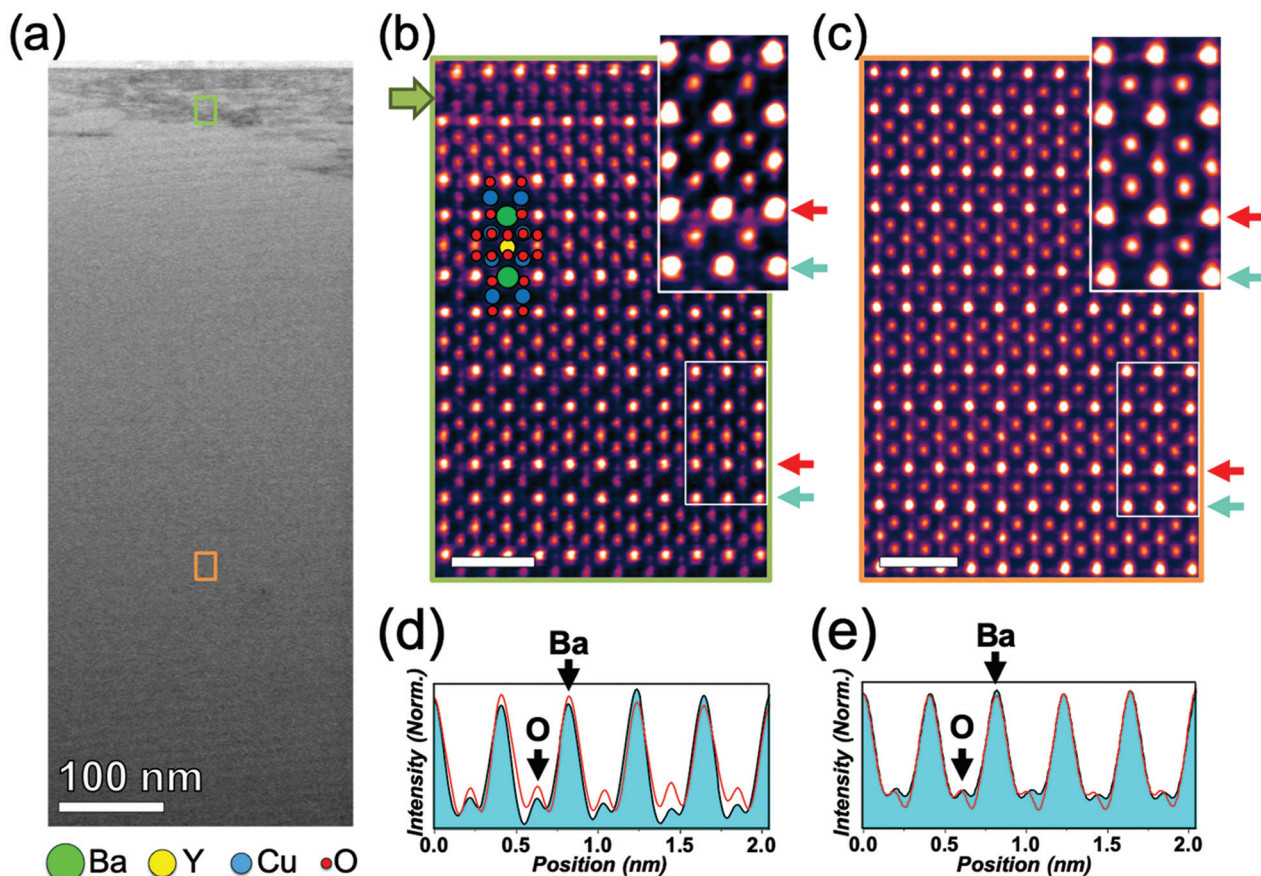 (a)
100 nm
Ba Y Cu O
(b)
(c)
(d)
Ba
O
Intensity (Norm.)
0.0 0.5 1.0 1.5 2.0
Position (nm)
(e)
Ba
O
Intensity (Norm.)
0.0 0.5 1.0 1.5 2.0
Position (nm)